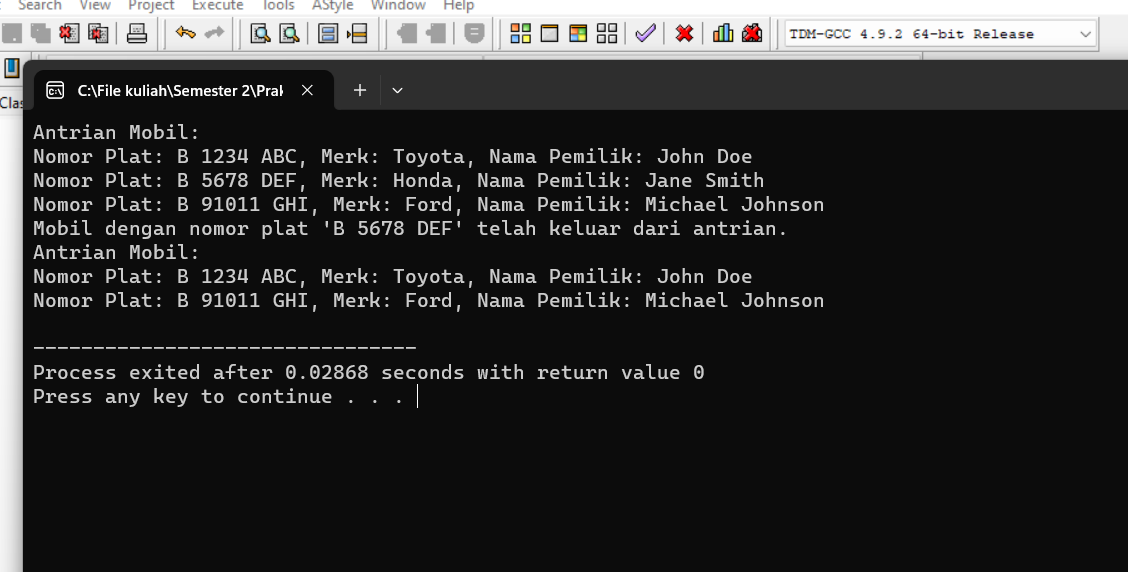 Search View Project Execute Tools AStyle Window Help
TDM-GCC 4.9.2 64-bit Release
C:\File kuliah\Semester 2\Prak
Clas
Antrian Mobil:
Nomor Plat: B 1234 ABC, Merk: Toyota, Nama Pemilik: John Doe
Nomor Plat: B 5678 DEF, Merk: Honda, Nama Pemilik: Jane Smith
Nomor Plat: B 91011 GHI, Merk: Ford, Nama Pemilik: Michael Johnson
Mobil dengan nomor plat 'B 5678 DEF' telah keluar dari antrian.
Antrian Mobil:
Nomor Plat: B 1234 ABC, Merk: Toyota, Nama Pemilik: John Doe
Nomor Plat: B 91011 GHI, Merk: Ford, Nama Pemilik: Michael Johnson
--------------------------------
Process exited after 0.02868 seconds with return value 0
Press any key to continue . . .